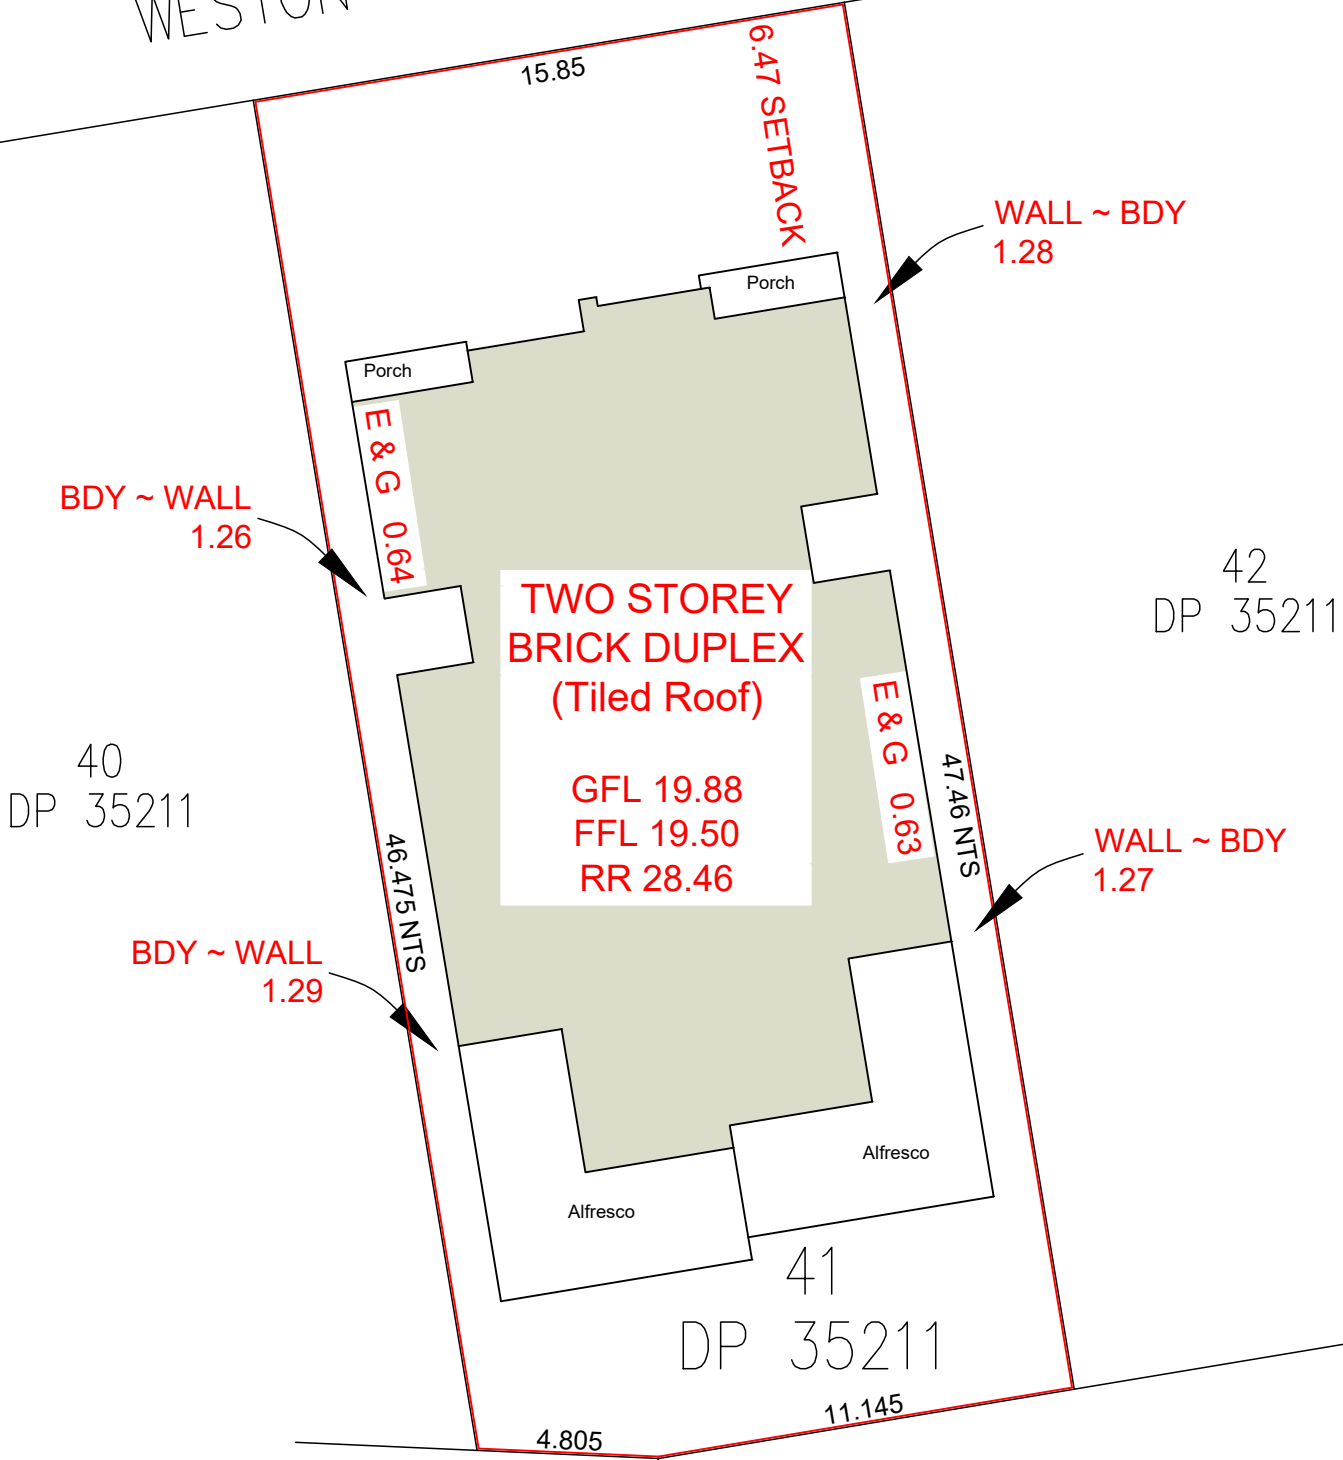 WESTON
15.85
6.47 SETBACK
WALL ~ BDY
1.28
Porch
Porch
E & G 0.64
BDY ~ WALL
1.26
42
DP 35211
TWO STOREY
BRICK DUPLEX
(Tiled Roof)
GFL 19.88
FFL 19.50
RR 28.46
E & G 0.63
47.46 NTS
40
DP 35211
46.475 NTS
WALL ~ BDY
1.27
BDY ~ WALL
1.29
Alfresco
Alfresco
41
DP 35211
11.145
4.805